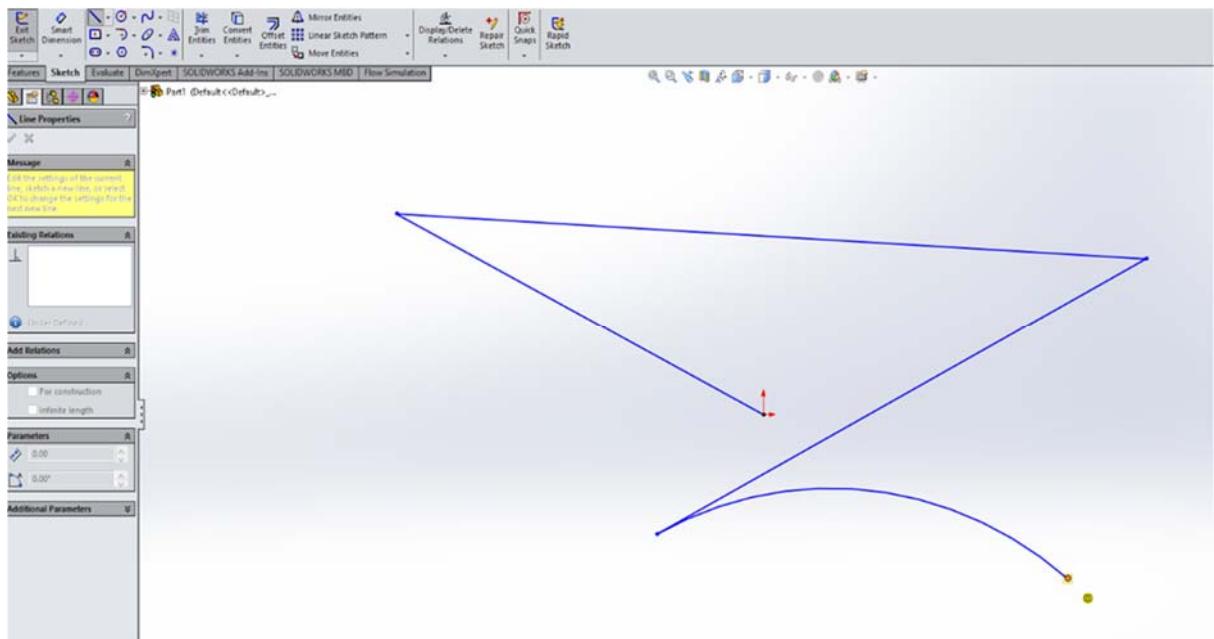 Exit Sketch
Smart Dimension
Trim Entities
Convert Entities
Offset Entities
Mirror Entities
Linear Sketch Pattern
Move Entities
Display/Delete Relations
Repair Sketch
Quick Snaps
Rapid Sketch
Features Sketch Evaluate DimXpert SOLIDWORKS Add-Ins SOLIDWORKS MBD Flow Simulation
Part1 (Default<<Default>_...
Line Properties ?
Message
Edit the settings of the current
line, sketch a new line, or select
OK to change the settings for the
next new line.
Existing Relations
Under Defined
Add Relations
Options
For construction
Infinite length
Parameters
0.00
0.00°
Additional Parameters